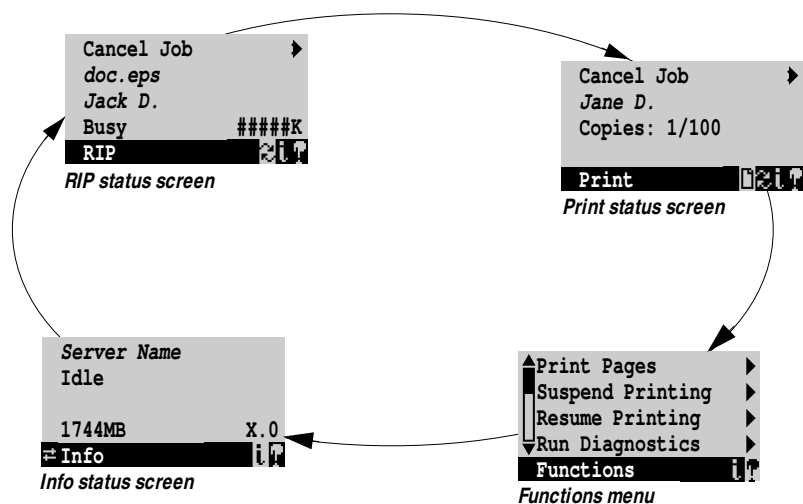 Cancel Job
doc.eps
Jack D.
Busy #####K
RIP
RIP status screen
Cancel Job
Jane D.
Copies: 1/100
Print
Print status screen
Server Name
Idle
1744MB X.0
Info
Info status screen
Print Pages
Suspend Printing
Resume Printing
Run Diagnostics
Functions
Functions menu